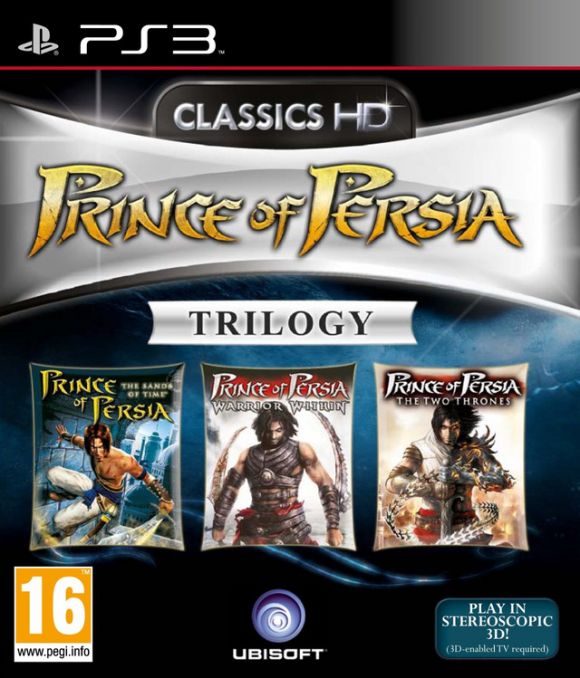 PS3
CLASSICS HD
PRINCE OF PERSIA
TRILOGY
PRINCE OF PERSIA
THE SANDS OF TIME
PRINCE OF PERSIA
WARRIOR WITHIN
PRINCE OF PERSIA
THE TWO THRONES
16
www.pegi.info
UBISOFT
PLAY IN
STEREOSCOPIC
3D!
(3D-enabled TV required)